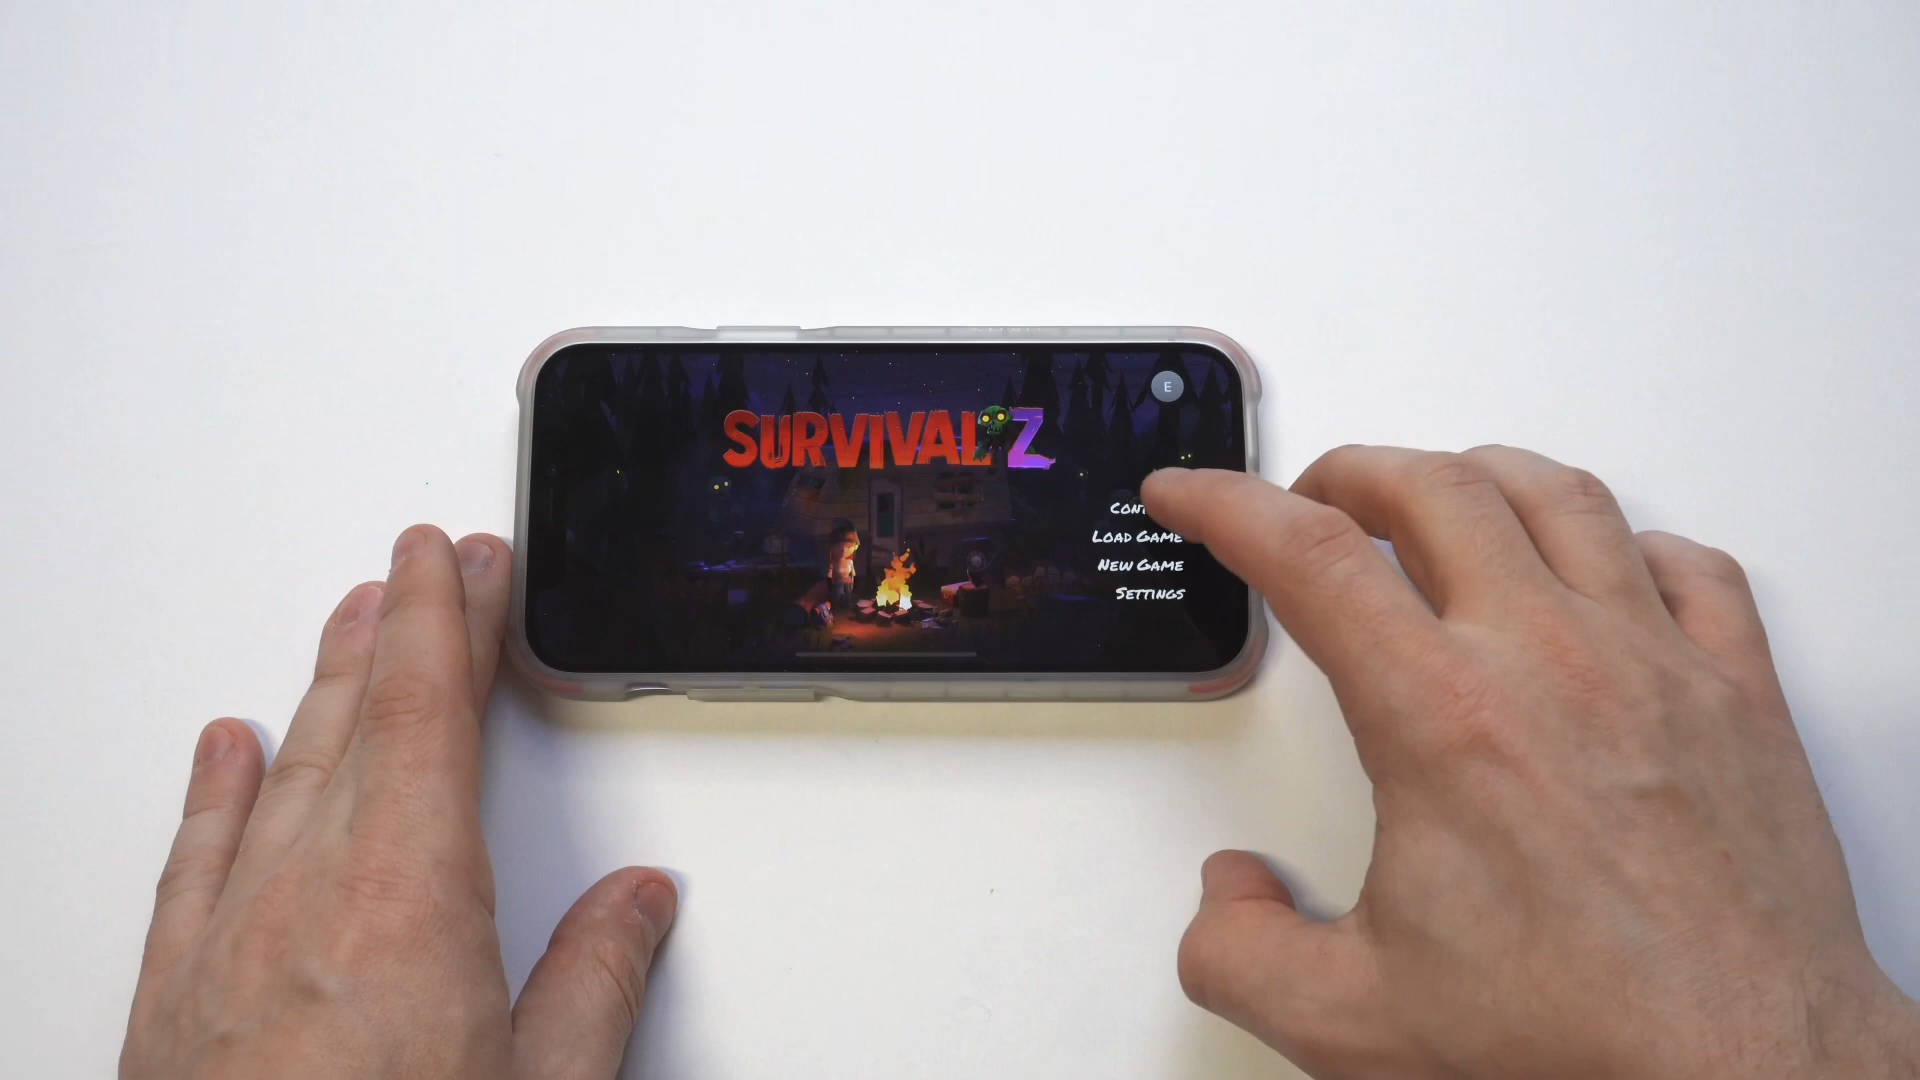 E
SURVIVAL Z
LOAD GAME
NEW GAME
SETTINGS